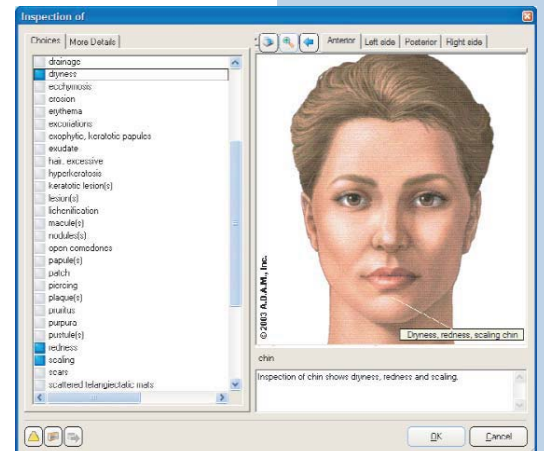 Inspection of
Choices More Details
Anterior Left side Posterior Right side
drainage
dryness
ecchymosis
erosion
erythema
excoriations
exophytic, keratotic papules
exudate
hair, excessive
hyperkeratosis
keratotic lesion(s)
lesion(s)
lichenification
macule(s)
nodules(s)
open comedones
papule(s)
patch
piercing
plaque(s)
pruritus
purpura
pustule(s)
redness
scaling
scars
scattered telangiectatic mats
© 2003 A.D.A.M., Inc.
Dryness, redness, scaling chin
chin
Inspection of chin shows dryness, redness and scaling.
OK Cancel